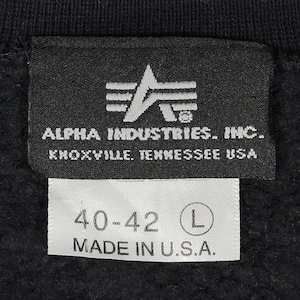 ALPHA INDUSTRIES. INC.
KNOXVILLE. TENNESSEE USA
40-42 L
MADE IN U.S.A.